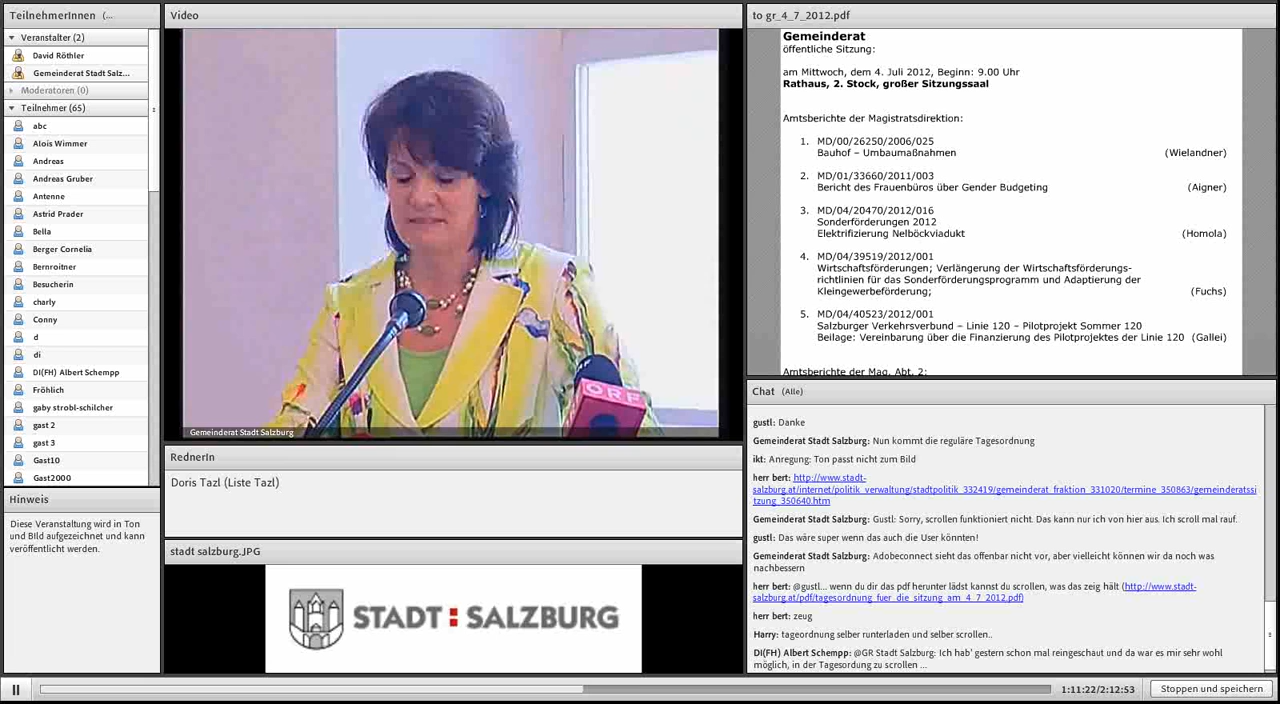 TeilnehmerInnen (...
Veranstalter (2)
David Röthler
Gemeinderat Stadt Salz...
Moderatoren (0)
Teilnehmer (65)
abc
Alois Wimmer
Andreas
Andreas Gruber
Antenne
Astrid Prader
Bella
Berger Cornelia
Bernroitner
Besucherin
charly
Conny
d
di
DI(FH) Albert Schempp
Fröhlich
gaby strobl-schilcher
gast 2
gast 3
Gast10
Gast2000
Hinweis
Diese Veranstaltung wird in Ton
und BIld aufgezeichnet und kann
veröffentlicht werden.
Video
ORF
Gemeinderat Stadt Salzburg
RednerIn
Doris Tazl (Liste Tazl)
stadt salzburg.JPG
STADT:SALZBURG
to gr_4_7_2012.pdf
Gemeinderat
öffentliche Sitzung:
am Mittwoch, dem 4. Juli 2012, Beginn: 9.00 Uhr
Rathaus, 2. Stock, großer Sitzungssaal
Amtsberichte der Magistratsdirektion:
1. MD/00/26250/2006/025
Bauhof – Umbaumaßnahmen (Wielandner)
2. MD/01/33660/2011/003
Bericht des Frauenbüros über Gender Budgeting (Aigner)
3. MD/04/20470/2012/016
Sonderförderungen 2012
Elektrifizierung Nelböckviadukt (Homola)
4. MD/04/39519/2012/001
Wirtschaftsförderungen; Verlängerung der Wirtschaftsförderungs-
richtlinien für das Sonderförderungsprogramm und Adaptierung der
Kleingewerbeförderung; (Fuchs)
5. MD/04/40523/2012/001
Salzburger Verkehrsverbund – Linie 120 – Pilotprojekt Sommer 120
Beilage: Vereinbarung über die Finanzierung des Pilotprojektes der Linie 120 (Gallei)
Amtsberichte der Mag. Abt. 2:
Chat (Alle)
gustl: Danke
Gemeinderat Stadt Salzburg: Nun kommt die reguläre Tagesordnung
ikt: Anregung: Ton passt nicht zum Bild
herr bert: http://www.stadt-
salzburg.at/internet/politik_verwaltung/stadtpolitik_332419/gemeinderat_fraktion_331020/termine_350863/gemeinderatssi
tzung_350640.htm
Gemeinderat Stadt Salzburg: Gustl: Sorry, scrollen funktioniert nicht. Das kann nur ich von hier aus. Ich scroll mal rauf.
gustl: Das wäre super wenn das auch die User könnten!
Gemeinderat Stadt Salzburg: Adobeconnect sieht das offenbar nicht vor, aber vielleicht können wir da noch was
nachbessern
herr bert: @gustl... wenn du dir das pdf herunter lädst kannst du scrollen, was das zeig hält (http://www.stadt-
salzburg.at/pdf/tagesordnung_fuer_die_sitzung_am_4_7_2012.pdf)
herr bert: zeug
Harry: tageordnung selber runterladen und selber scrollen..
DI(FH) Albert Schempp: @GR Stadt Salzburg: Ich hab' gestern schon mal reingeschaut und da war es mir sehr wohl
möglich, in der Tagesordung zu scrollen ...
1:11:22/2:12:53
Stoppen und speichern